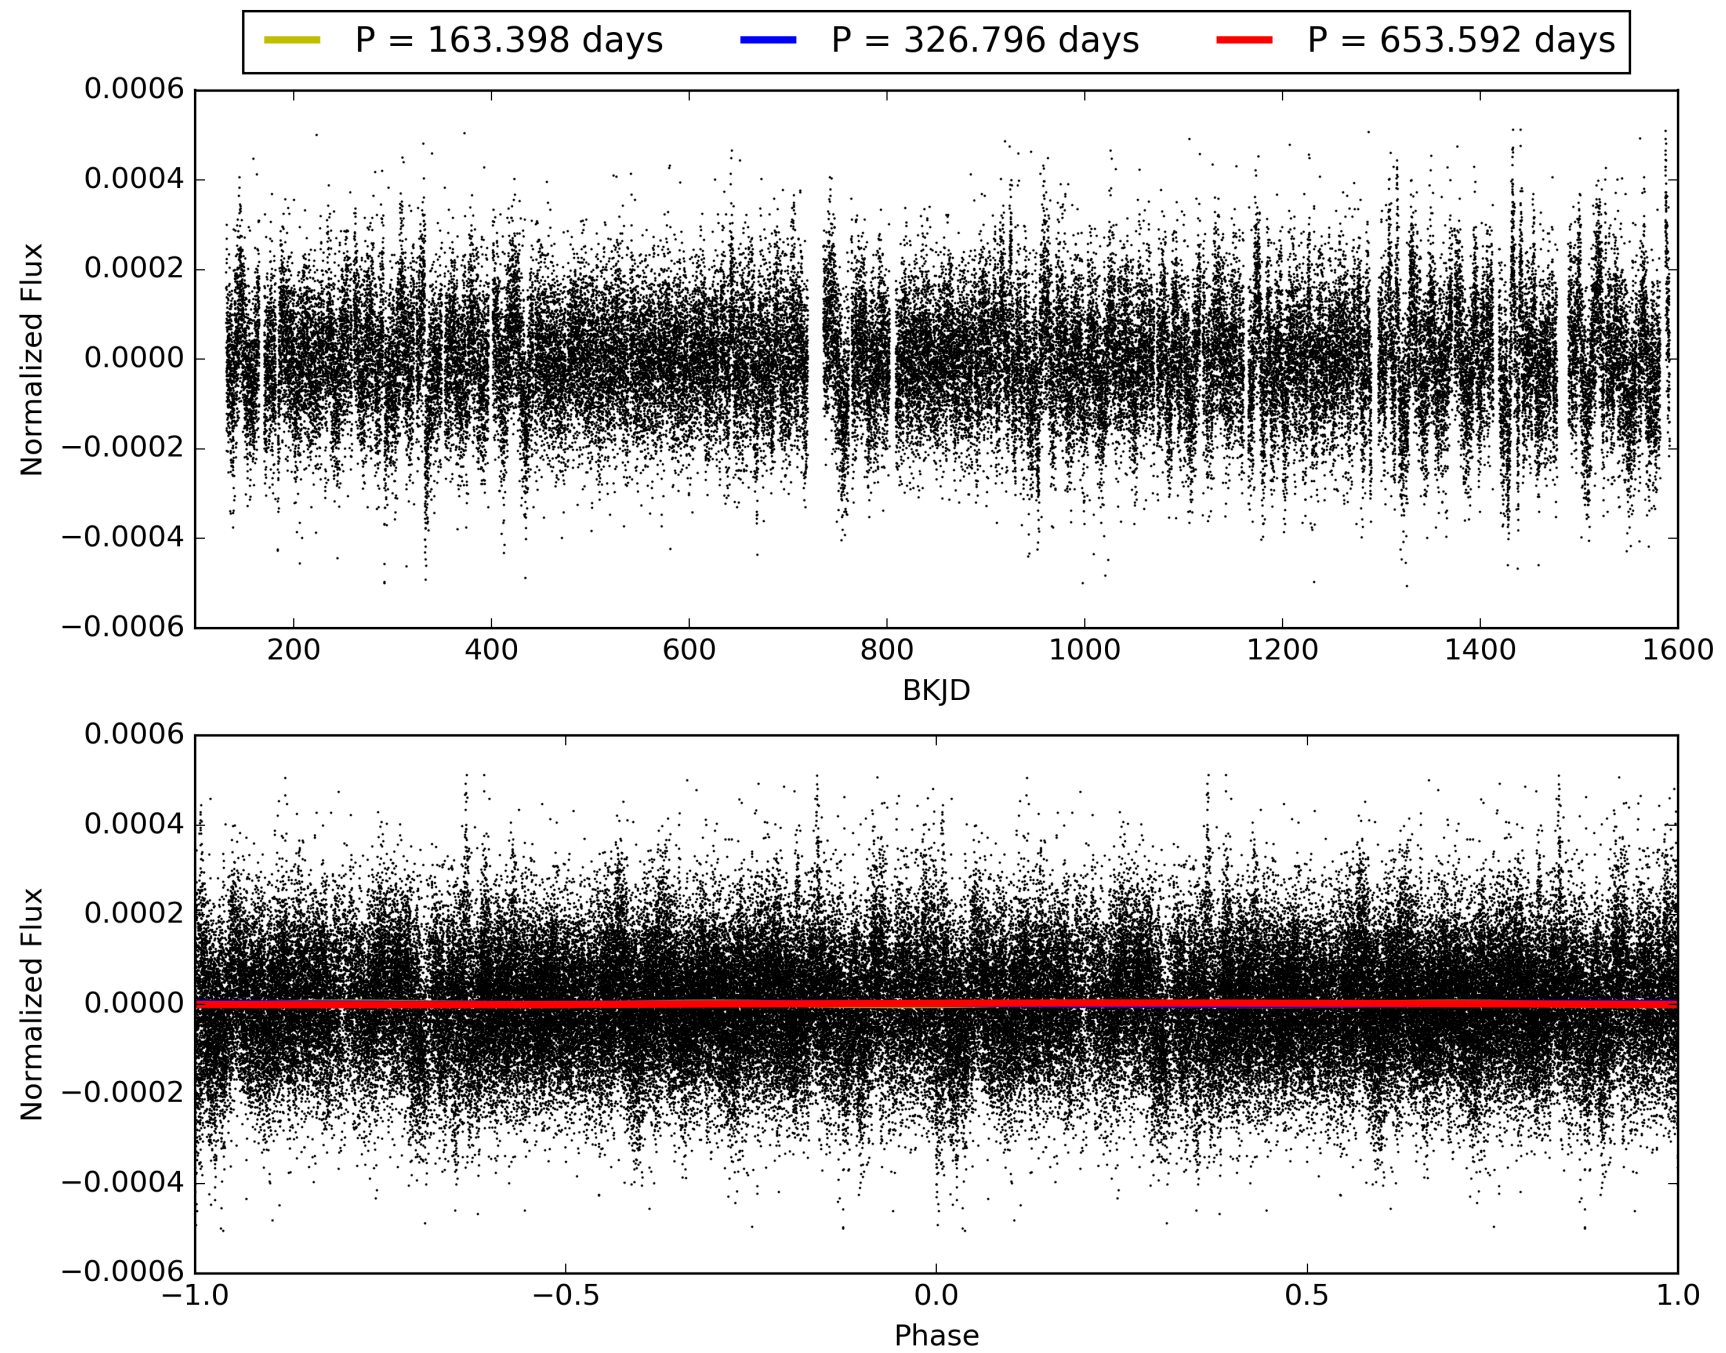 P = 163.398 days P = 326.796 days P = 653.592 days
0.0006
0.0004
0.0002
0.0000
−0.0002
−0.0004
−0.0006
Normalized Flux
200 400 600 800 1000 1200 1400 1600
BKJD
0.0006
0.0004
0.0002
0.0000
−0.0002
−0.0004
−0.0006
Normalized Flux
−1.0 −0.5 0.0 0.5 1.0
Phase